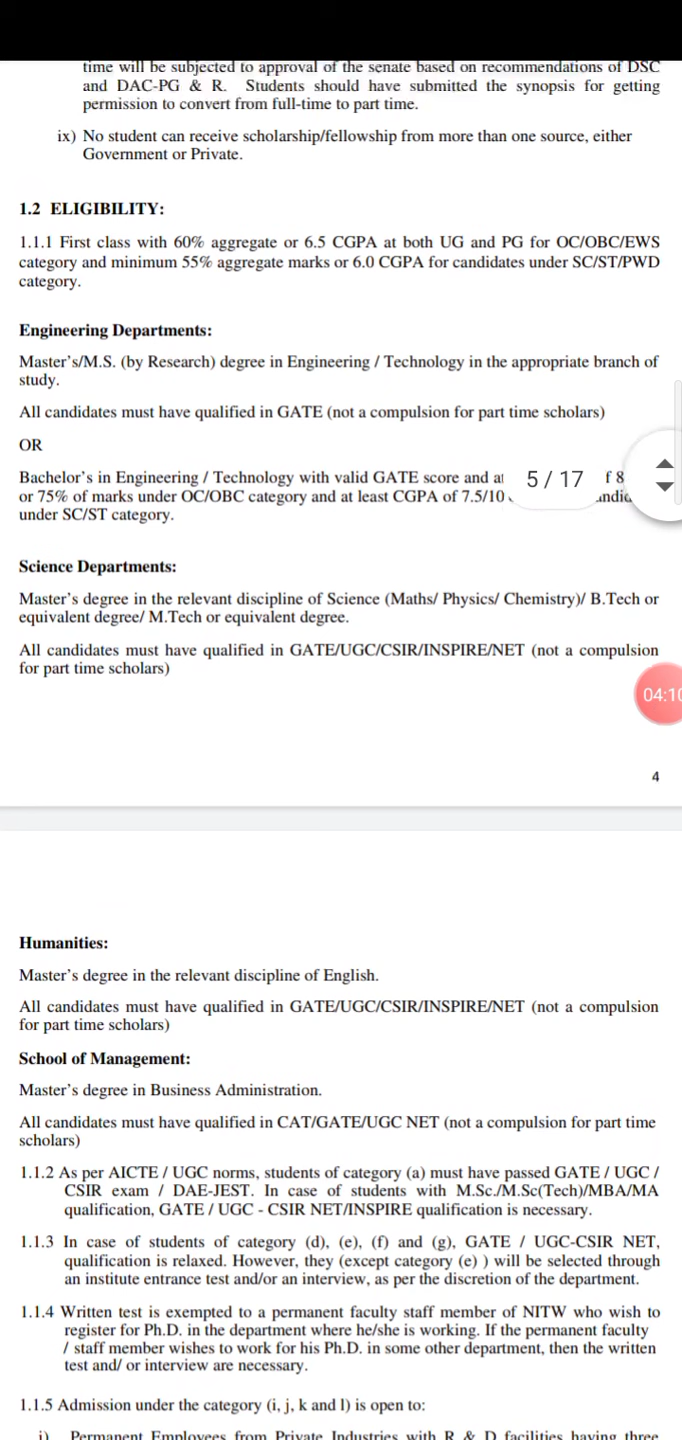 time will be subjected to approval of the senate based on recommendations of DSC
and DAC-PG & R. Students should have submitted the synopsis for getting
permission to convert from full-time to part time.
ix) No student can receive scholarship/fellowship from more than one source, either
Government or Private.
1.2 ELIGIBILITY:
1.1.1 First class with 60% aggregate or 6.5 CGPA at both UG and PG for OC/OBC/EWS
category and minimum 55% aggregate marks or 6.0 CGPA for candidates under SC/ST/PWD
category.
Engineering Departments:
Master's/M.S. (by Research) degree in Engineering / Technology in the appropriate branch of
study.
All candidates must have qualified in GATE (not a compulsion for part time scholars)
OR
Bachelor's in Engineering / Technology with valid GATE score and f 8
5 / 17
or 75% of marks under OC/OBC category and at least CGPA of 7.5/10
under SC/ST category.
Science Departments:
Master's degree in the relevant discipline of Science (Maths/ Physics/ Chemistry)/ B.Tech or
equivalent degree/ M.Tech or equivalent degree.
All candidates must have qualified in GATE/UGC/CSIR/INSPIRE/NET (not a compulsion
for part time scholars)
04:10
4
Humanities:
Master's degree in the relevant discipline of English.
All candidates must have qualified in GATE/UGC/CSIR/INSPIRE/NET (not a compulsion
for part time scholars)
School of Management:
Master's degree in Business Administration.
All candidates must have qualified in CAT/GATE/UGC NET (not a compulsion for part time
scholars)
1.1.2 As per AICTE / UGC norms, students of category (a) must have passed GATE / UGC /
CSIR exam / DAE-JEST. In case of students with M.Sc./M.Sc(Tech)/MBA/MA
qualification, GATE / UGC - CSIR NET/INSPIRE qualification is necessary.
1.1.3 In case of students of category (d), (e), (f) and (g), GATE / UGC-CSIR NET,
qualification is relaxed. However, they (except category (e) ) will be selected through
an institute entrance test and/or an interview, as per the discretion of the department.
1.1.4 Written test is exempted to a permanent faculty staff member of NITW who wish to
register for Ph.D. in the department where he/she is working. If the permanent faculty
/ staff member wishes to work for his Ph.D. in some other department, then the written
test and/ or interview are necessary.
1.1.5 Admission under the category (i, j, k and l) is open to:
i) Permanent Employees from Private Industries with R & D facilities having three